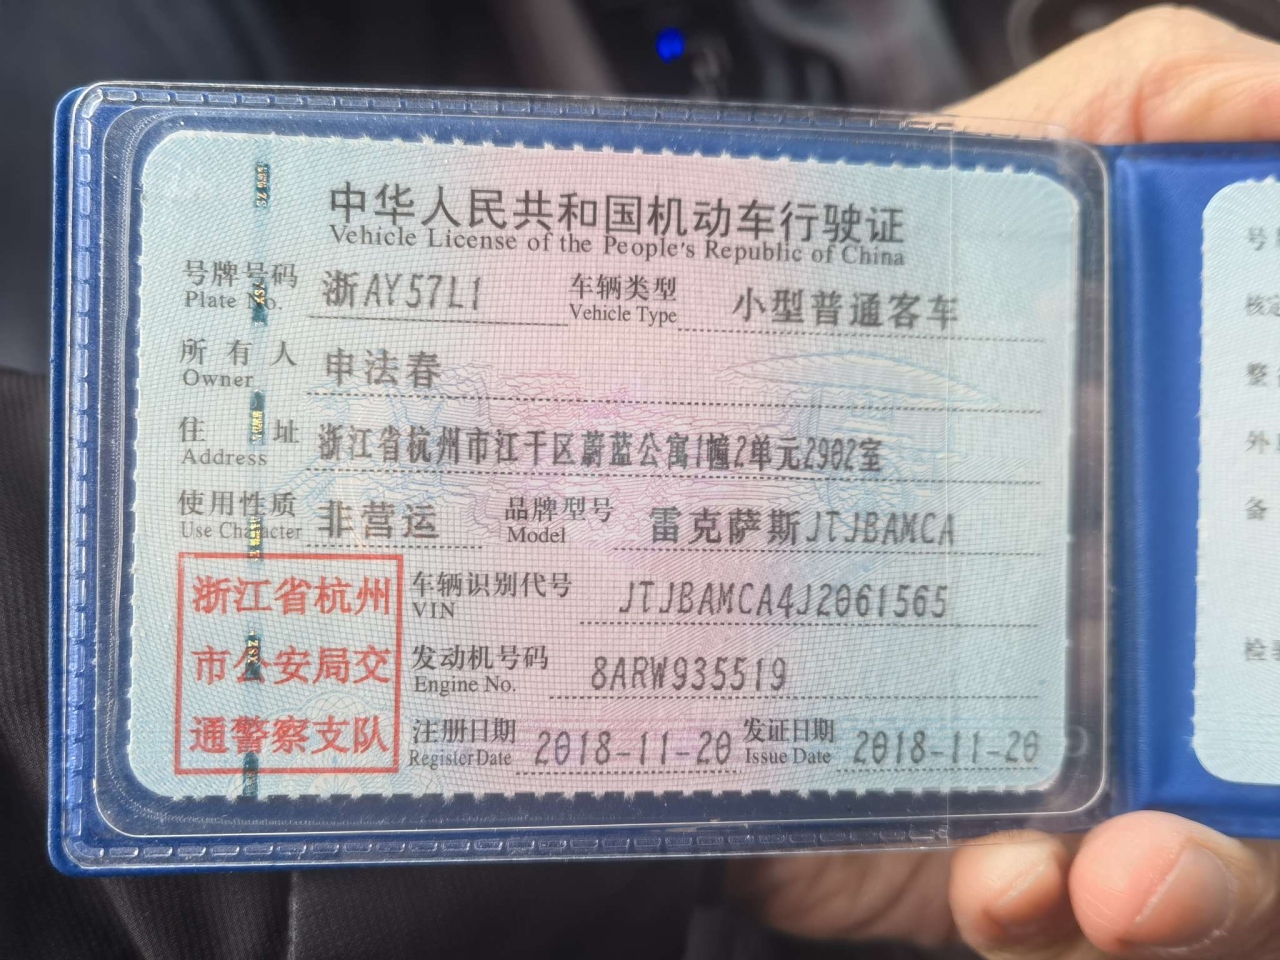 中华人民共和国机动车行驶证
Vehicle License of the People's Republic of China
号牌号码 浙AY57L1 车辆类型 小型普通客车
Plate No. Vehicle Type
所有人 申法春
Owner
住址 浙江省杭州市江干区蔚蓝公寓1幢2单元2902室
Address
使用性质 非营运 品牌型号 雷克萨斯JTJBAMCA
Use Character Model
浙江省杭州
市公安局交
通警察支队
车辆识别代号 JTJBAMCA4J2061565
VIN
发动机号码 8ARW935519
Engine No.
注册日期 2018-11-20 发证日期 2018-11-20
Register Date Issue Date
号
核定
整
外
备
检验